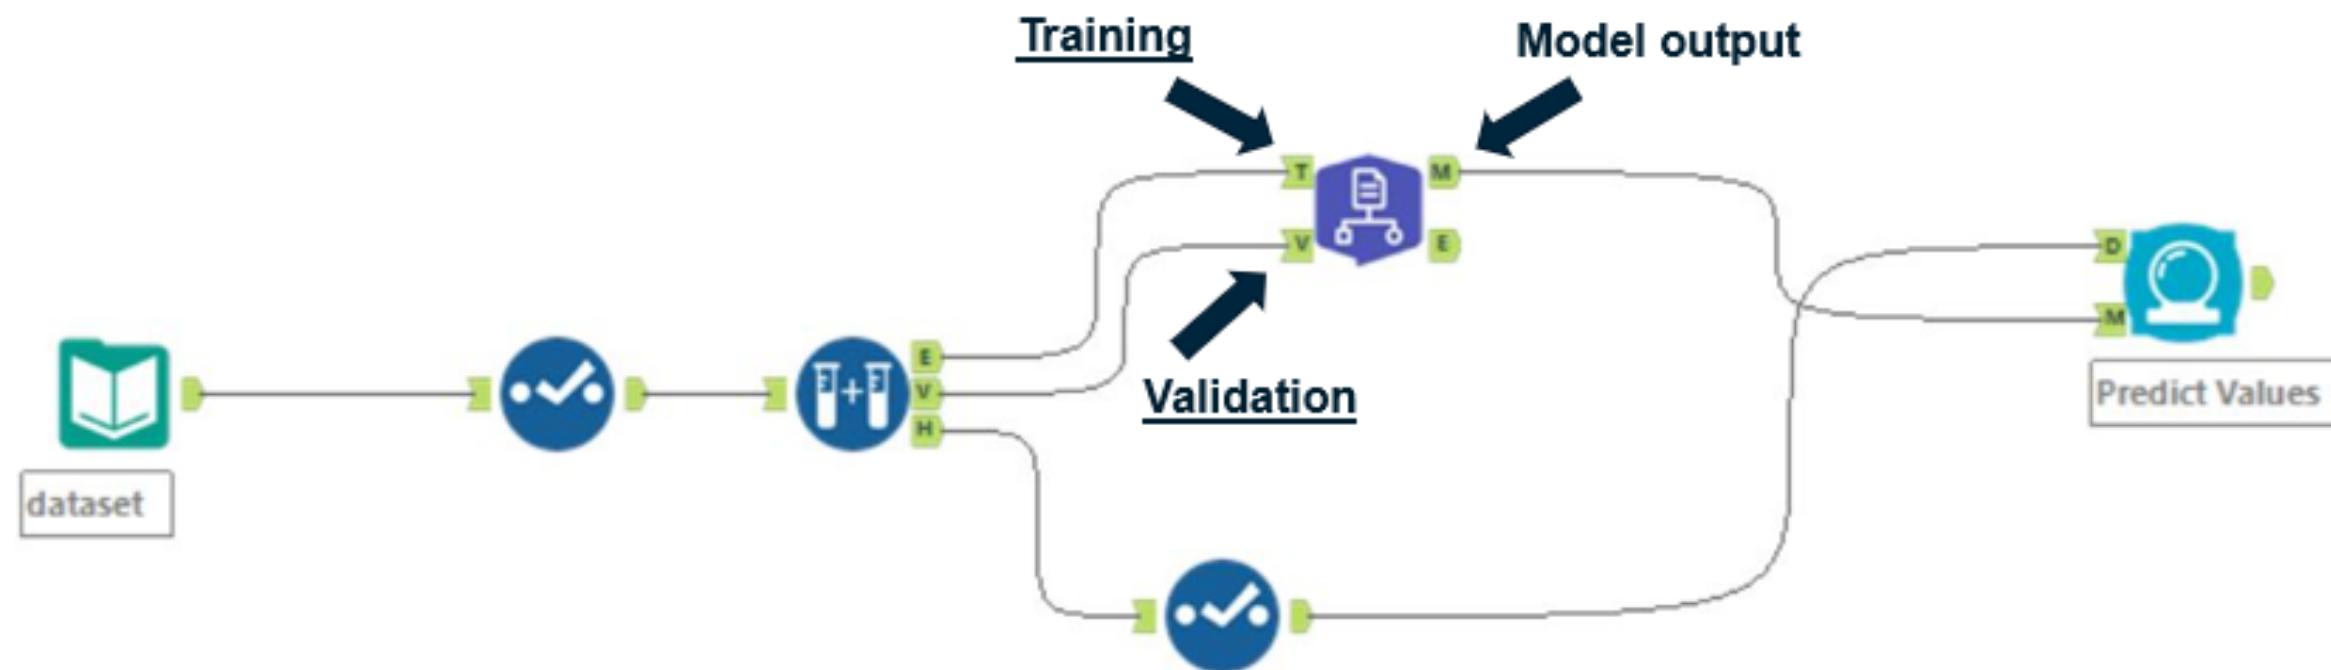 Training
Model output
T
M
V
E
D
M
E
V
H
Validation
Predict Values
dataset